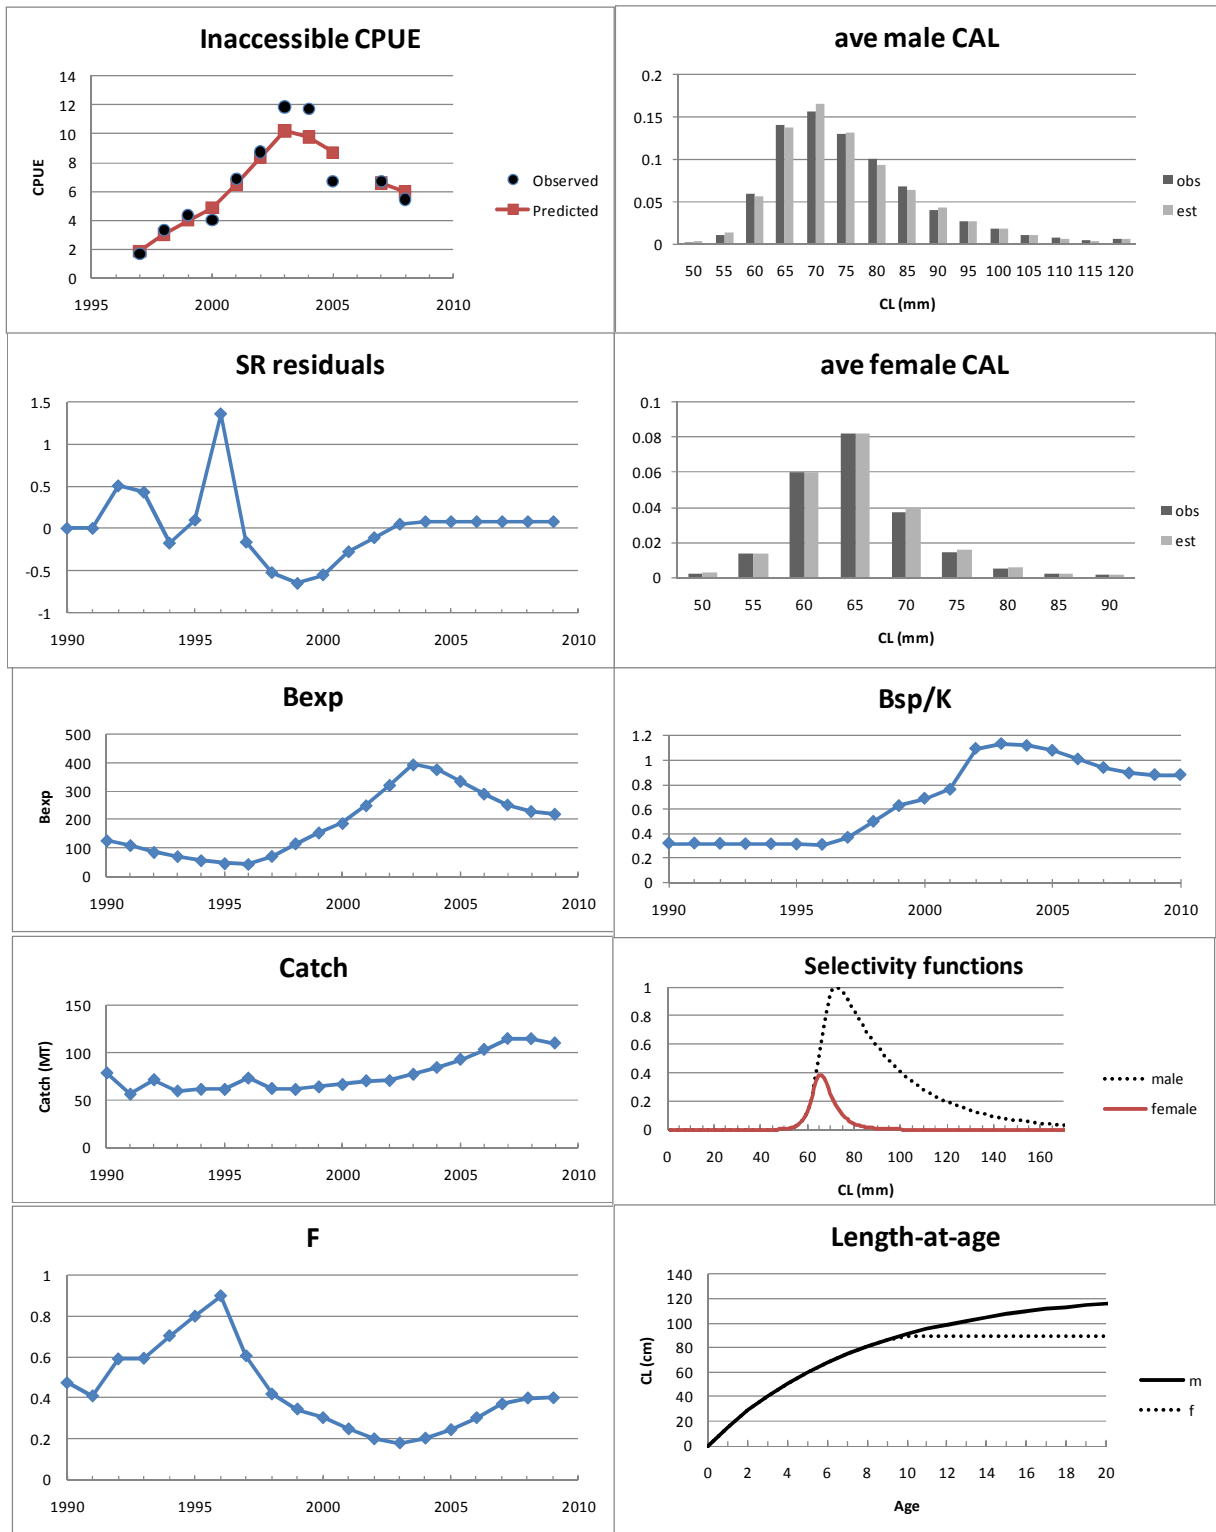 Inaccessible CPUE
14
12
10
8
6
4
2
0
CPUE
1995 2000 2005 2010
Observed
Predicted
ave male CAL
0.2
0.15
0.1
0.05
0
50 55 60 65 70 75 80 85 90 95 100 105 110 115 120
CL (mm)
obs
est
SR residuals
1.5
1
0.5
0
-0.5
-1
1990 1995 2000 2005 2010
ave female CAL
0.1
0.08
0.06
0.04
0.02
0
50 55 60 65 70 75 80 85 90
CL (mm)
obs
est
Bexp
500
400
300
200
100
0
Bexp
1990 1995 2000 2005 2010
Bsp/K
1.2
1
0.8
0.6
0.4
0.2
0
1990 1995 2000 2005 2010
Catch
150
100
50
0
Catch (MT)
1990 1995 2000 2005 2010
Selectivity functions
1
0.8
0.6
0.4
0.2
0
0 20 40 60 80 100 120 140 160
CL (mm)
male
female
F
1
0.8
0.6
0.4
0.2
0
1990 1995 2000 2005 2010
Length-at-age
140
120
100
80
60
40
20
0
CL (cm)
0 2 4 6 8 10 12 14 16 18 20
Age
m
f